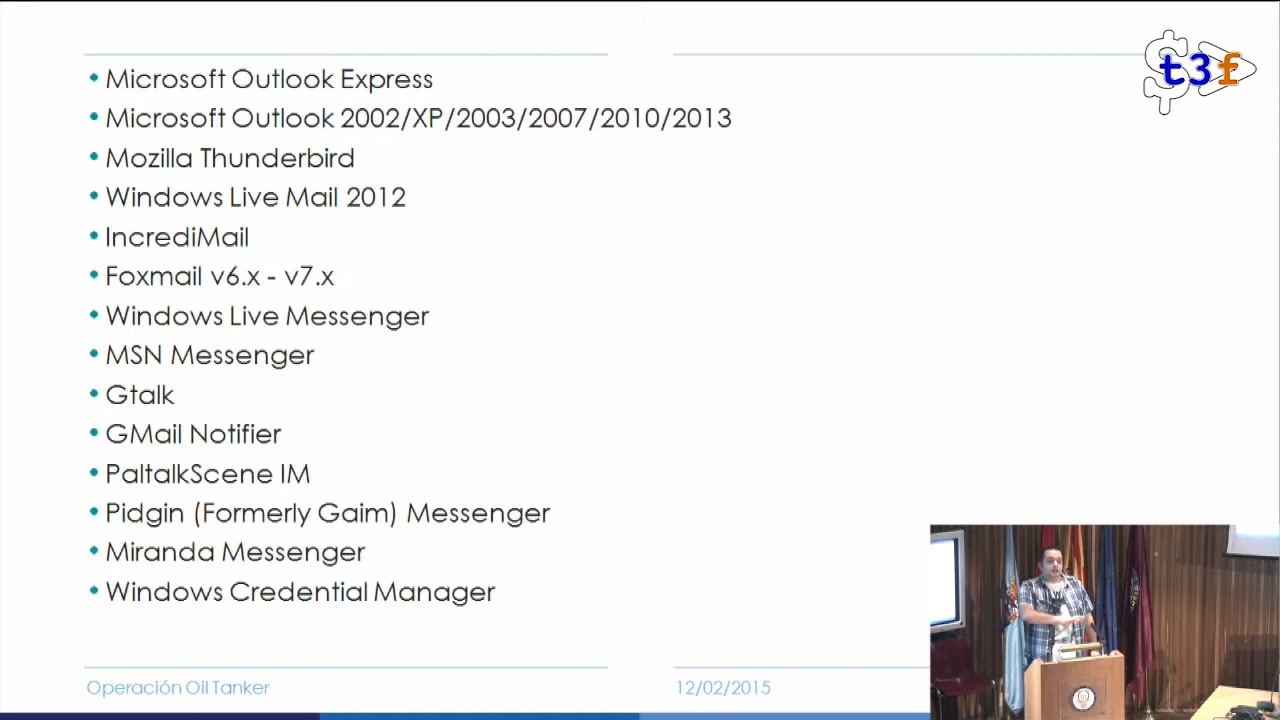 t3f
• Microsoft Outlook Express
• Microsoft Outlook 2002/XP/2003/2007/2010/2013
• Mozilla Thunderbird
• Windows Live Mail 2012
• IncrediMail
• Foxmail v6.x - v7.x
• Windows Live Messenger
• MSN Messenger
• Gtalk
• GMail Notifier
• PaltalkScene IM
• Pidgin (Formerly Gaim) Messenger
• Miranda Messenger
• Windows Credential Manager
Operación Oil Tanker
12/02/2015